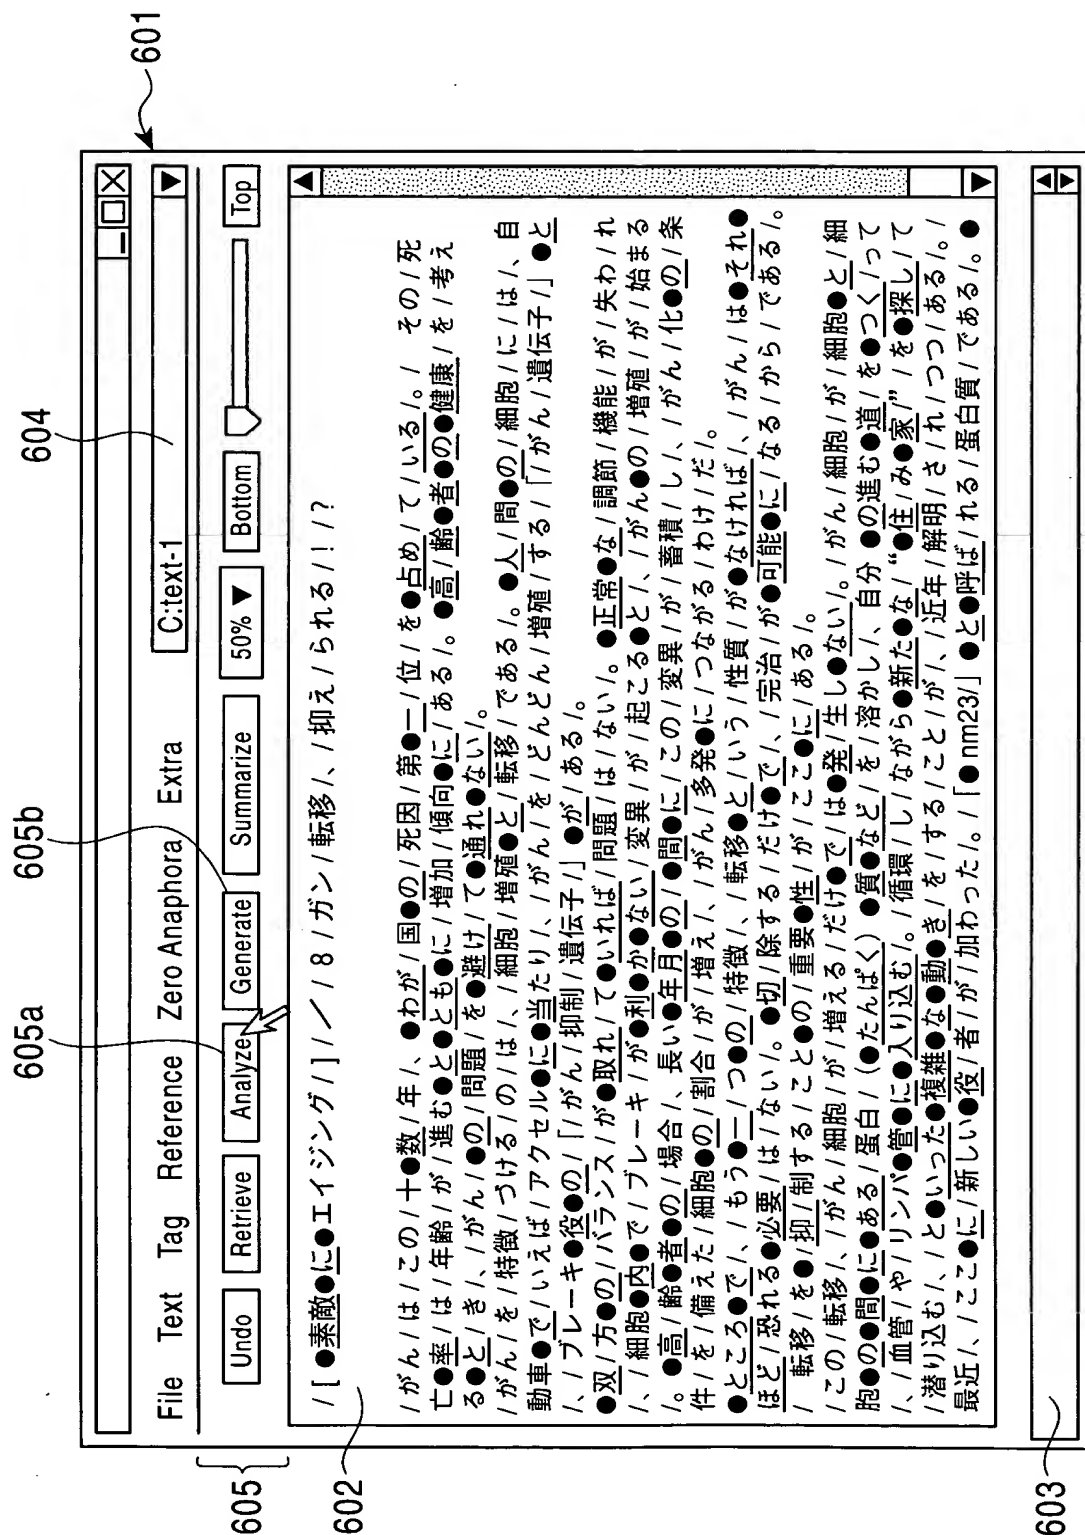 601
604
C:text-1
File Text Tag Reference Zero Anaphora Extra
605a
605b
605
Undo Retrieve Analyze Generate Summarize 50% ▼ Bottom Top
602
/［●素敵●に●エイジング/］/／/８/ガン/転移/、/抑え/られる/！/？
/がん/は/この/十●数/年/、●わが/国●の/死因/第●一/位/を●占め/て/いる/。/ その/死
亡●率/は/年齢/が/進む●と●とも●に/増加/傾向●に/ある/。●高/齢●者●の●健康/を/考え
る●と/き/、/がん/●の/問題/を●避け/て●通れ●ない/。
/がん/を/特徴/づける/の/は/、/細胞/増殖●と/転移/である/。●人/間●の/細胞/に/は/、自
動車●で/いえば/アクセル●に●当たり/、/がん/を/どんどん/増殖/する/「/がん/遺伝子/」●と
/、/ブレーキ●役●の/「/がん/抑制/遺伝子/」●が/ある/。
●双/方●の/バランス/が●取れ/て●いれば/問題/は/ない/。●正常●な/調節/機能/が/失わ/れ
/、/細胞●内●で/ブレーキ/が●利●か●ない/変異/が/起こる●と/、/がん●の/増殖/が/始まる
/。●高/齢●者●の/場合/、長い●年月●の/●間●に/この/変異/が/蓄積/し/、/がん/化●の/条
件/を/備えた/細胞●の/割合/が/増え/、/がん/多発●に/つながる/わけ/だ/。
●ところ●で/、/もう●一/つ●の/特徴/、/転移●と/いう/性質/が●なければ/、/がん/は●それ●
ほど/恐れる●必要/は/ない/。●切/除する/だけ●で/、/完治/が●可能●に/なる/から/である/。
/ 転移/を●/抑/制する/こと●の/重要●性/が/ここ●に/ある/。
/この/転移/、/がん/細胞/が/増える/だけ●で/は●発/生し●ない/。/がん/細胞/が/細胞●と/細
胞●の●間●に●ある/蛋白/(●たんぱく)●質●など/を/溶かし/、自分 ●の進む●道/を●つく/って
/、/血管/や/リンパ●管●に●入り込む/。/循環/し/ながら●新た●な/“●住/み●家/”/を●探し/て
/潜り込む/、/と●いった●複雑●な●動●き/を/する/こと/が/、/近年/解明/さ/れ/つつ/ある/。/
最近/、/ここ●に/新しい●役/者/が/加わった/。/「●nm23/」●と●呼ば/れる/蛋白質/である/。●
603